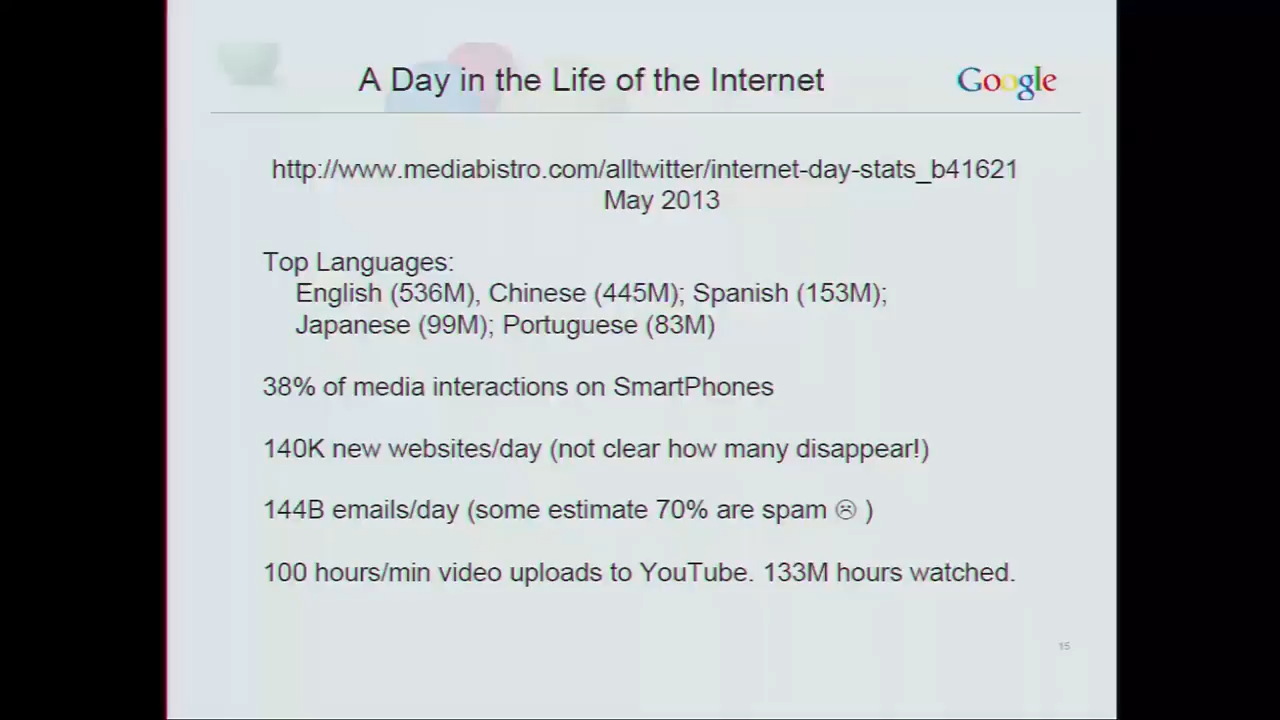 A Day in the Life of the Internet
Google
http://www.mediabistro.com/alltwitter/internet-day-stats_b41621
May 2013
Top Languages:
English (536M), Chinese (445M); Spanish (153M);
Japanese (99M); Portuguese (83M)
38% of media interactions on SmartPhones
140K new websites/day (not clear how many disappear!)
144B emails/day (some estimate 70% are spam ☹ )
100 hours/min video uploads to YouTube. 133M hours watched.
15